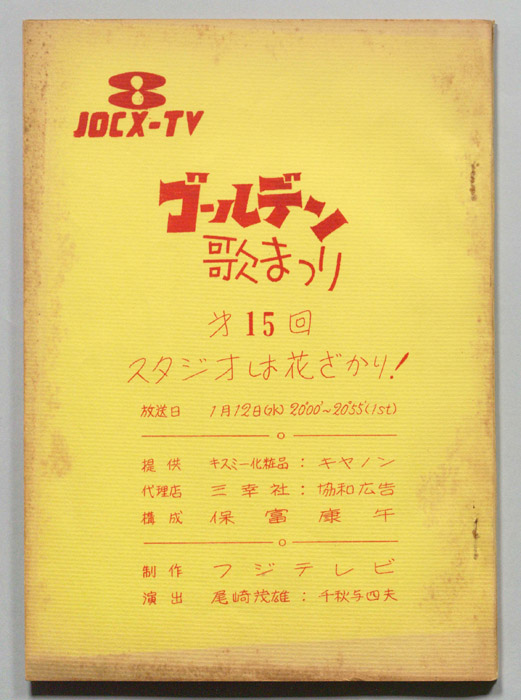 8
JOCX-TV
ゴールデン
歌まつり
才15回
スタジオは花ざかり!
放送日 1月12日(水) 20'00"~20'55"(1st)
提供 キスミー化粧品:キヤノン
代理店 三幸社:協和広告
構成 保富康午
制作 フジテレビ
演出 尾崎茂雄:千秋与四夫